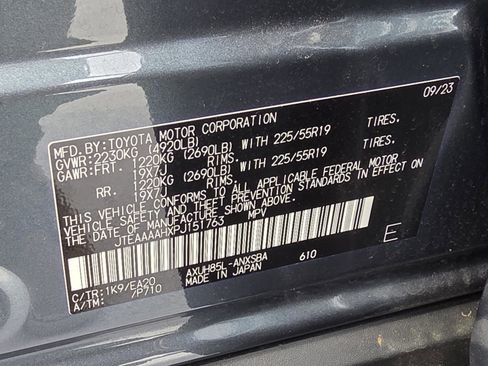 MFD.BY:TOYOTA MOTOR CORPORATION 09/23
GVWR:2230KG (4920LB)
GAWR:FRT. 1220KG (2690LB) WITH 225/55R19 TIRES.
19X7J RIMS.
RR. 1220KG (2690LB) WITH 225/55R19 TIRES.
19X7J RIMS.
THIS VEHICLE CONFORMS TO ALL APPLICABLE FEDERAL MOTOR
VEHICLE SAFETY AND THEFT PREVENTION STANDARDS IN EFFECT ON
THE DATE OF MANUFACTURE SHOWN ABOVE.
JTEAAAAHXPJ151763 MPV
E
C/TR:1K9/EA20 AXUH85L-ANXSBA 610
A/TM: /P710 MADE IN JAPAN